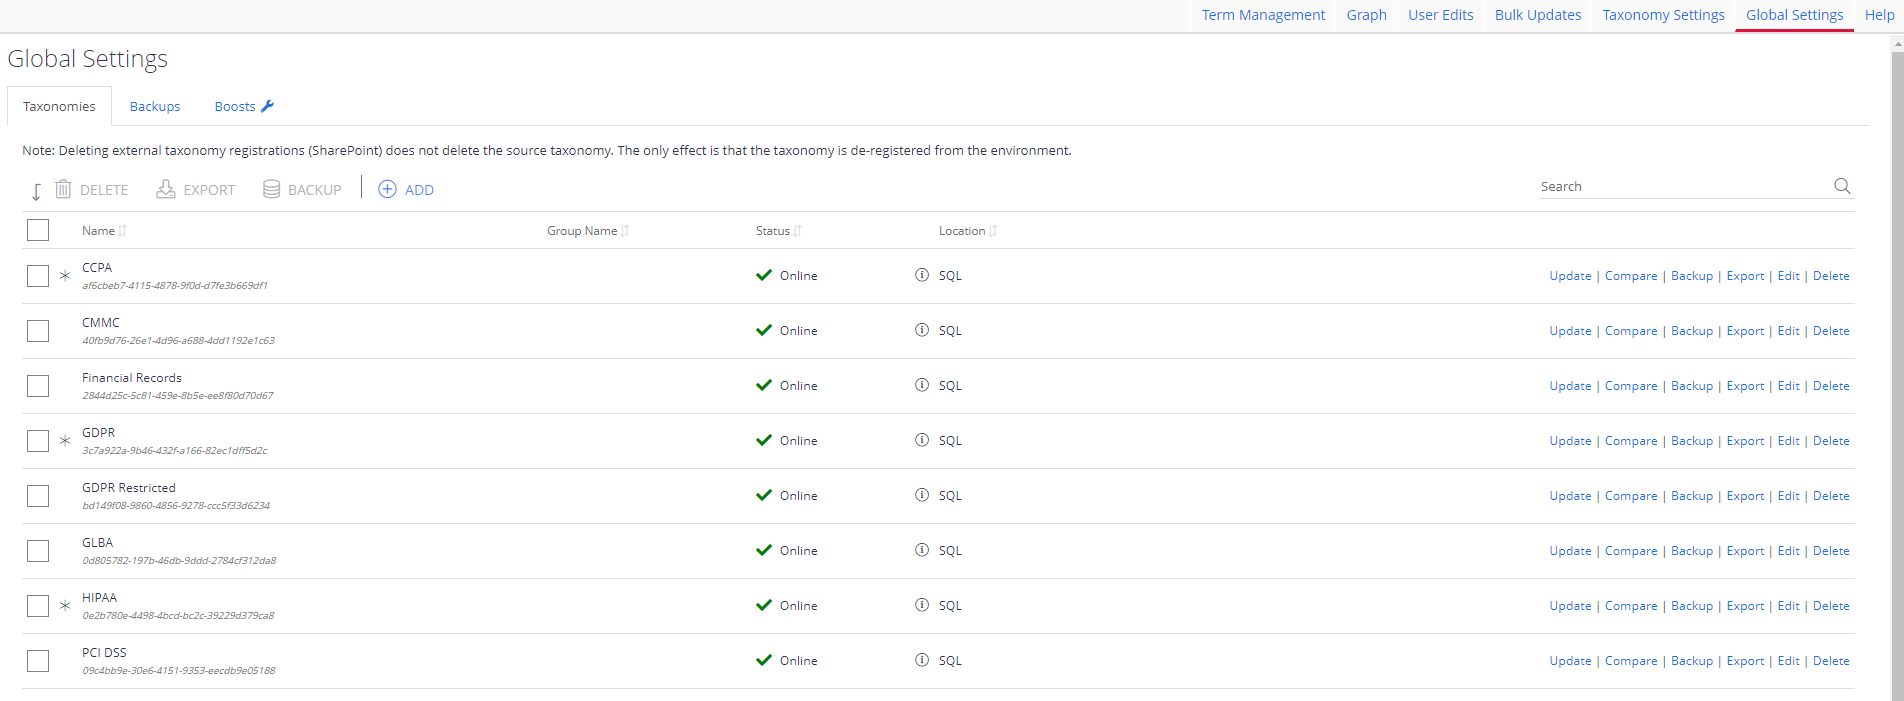 Term Management Graph User Edits Bulk Updates Taxonomy Settings Global Settings Help
Global Settings
Taxonomies Backups Boosts
Note: Deleting external taxonomy registrations (SharePoint) does not delete the source taxonomy. The only effect is that the taxonomy is de-registered from the environment.
DELETE EXPORT BACKUP | ADD Search
Name Group Name Status Location
CCPA
af6cbeb7-4115-4878-9f0d-d7fe3b669df1
Online SQL Update | Compare | Backup | Export | Edit | Delete
CMMC
40fb9d76-26e1-4d96-a688-4dd1192e1c63
Online SQL Update | Compare | Backup | Export | Edit | Delete
Financial Records
2844d25c-5c81-459e-8b5e-ee8f80d70d67
Online SQL Update | Compare | Backup | Export | Edit | Delete
GDPR
3c7a922a-9b46-432f-a166-82ec1dff5d2c
Online SQL Update | Compare | Backup | Export | Edit | Delete
GDPR Restricted
bd149f08-9860-4856-9278-ccc5f33d6234
Online SQL Update | Compare | Backup | Export | Edit | Delete
GLBA
0d805782-197b-46db-9ddd-2784cf312da8
Online SQL Update | Compare | Backup | Export | Edit | Delete
HIPAA
0e2b780e-4498-4bcd-bc2c-39229d379ca8
Online SQL Update | Compare | Backup | Export | Edit | Delete
PCI DSS
09c4bb9e-30e6-4151-9353-eecdb9e05188
Online SQL Update | Compare | Backup | Export | Edit | Delete